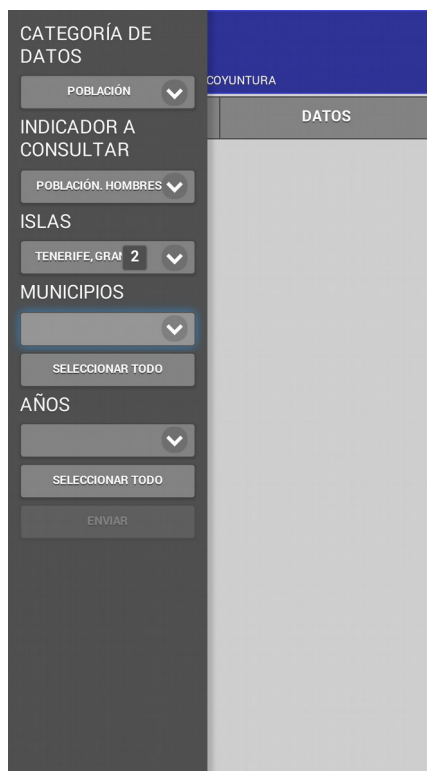 CATEGORÍA DE
DATOS
POBLACIÓN
INDICADOR A
CONSULTAR
POBLACIÓN. HOMBRES
ISLAS
TENERIFE, GRAN 2
MUNICIPIOS
SELECCIONAR TODO
AÑOS
SELECCIONAR TODO
ENVIAR
COYUNTURA
DATOS